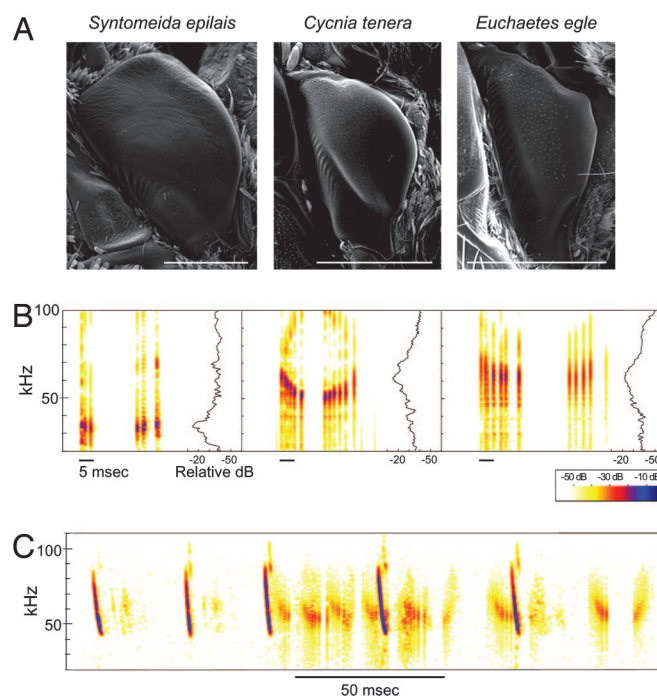 A
Syntomeida epilais Cycnia tenera Euchaetes egle
B
100
kHz
50
-20 -50 -20 -50 -20 -50
5 msec Relative dB
-50 dB -30 dB -10 dB
C
100
kHz
50
50 msec